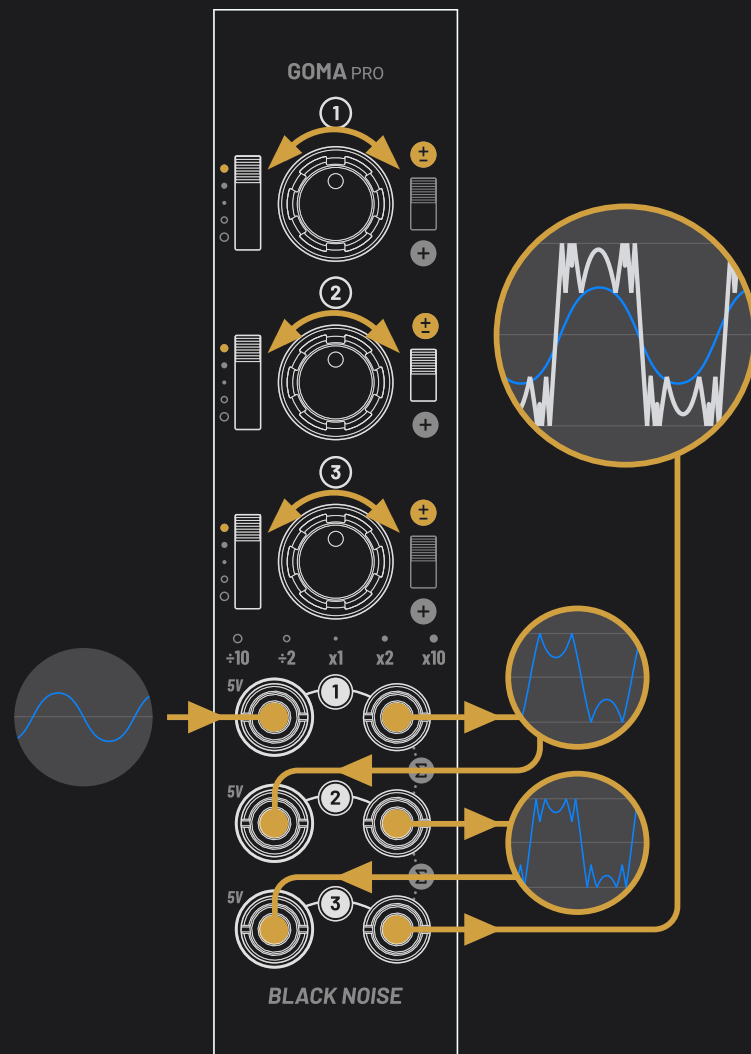 GOMA PRO
1
±
+
2
±
+
3
±
+
÷10 ÷2 x1 x2 x10
5V 1
Σ
5V 2
Σ
5V 3
BLACK NOISE